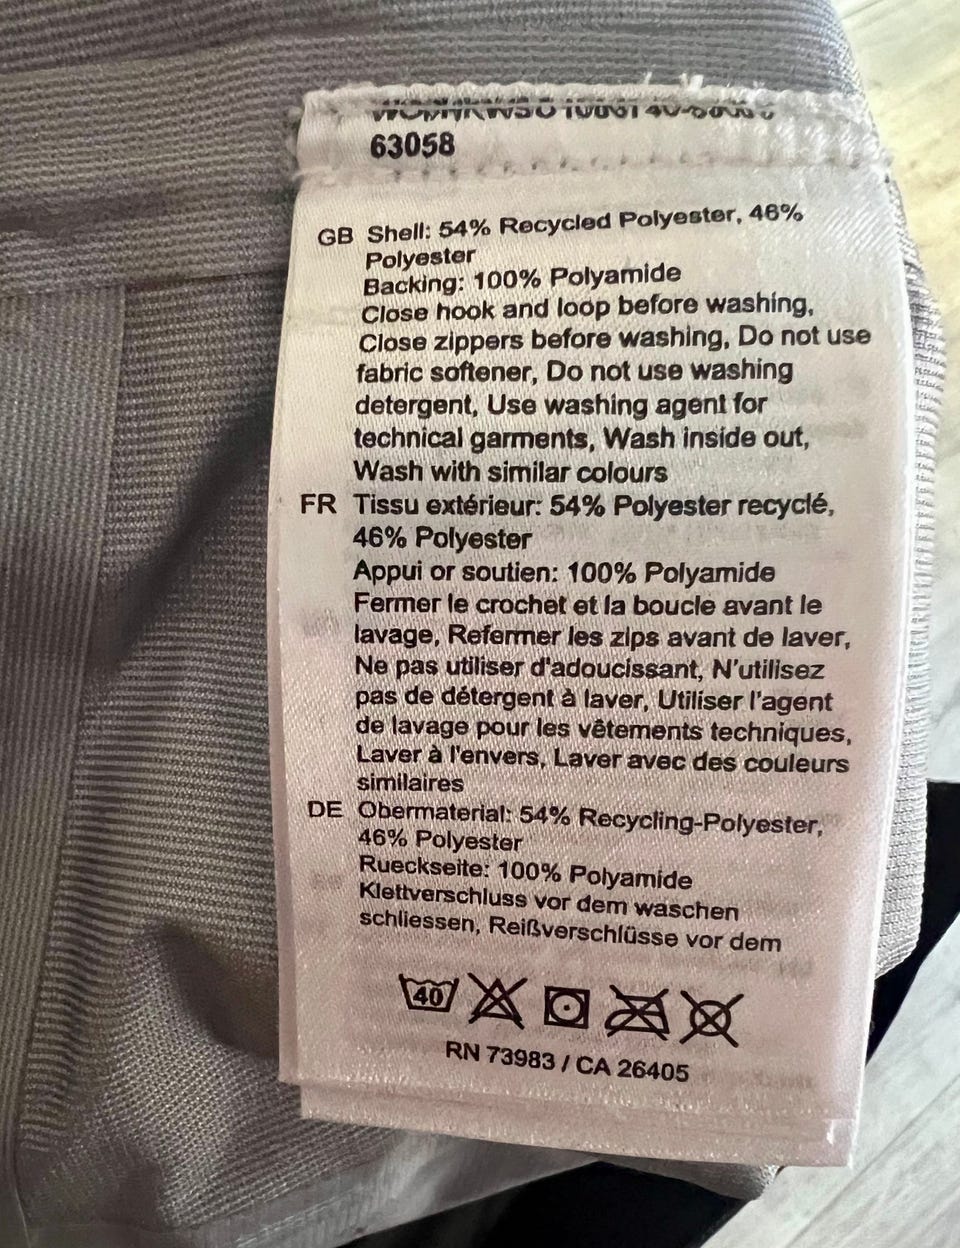 63058
GB Shell: 54% Recycled Polyester, 46%
Polyester
Backing: 100% Polyamide
Close hook and loop before washing,
Close zippers before washing, Do not use
fabric softener, Do not use washing
detergent, Use washing agent for
technical garments, Wash inside out,
Wash with similar colours
FR Tissu extérieur: 54% Polyester recyclé,
46% Polyester
Appui or soutien: 100% Polyamide
Fermer le crochet et la boucle avant le
lavage, Refermer les zips avant de laver,
Ne pas utiliser d'adoucissant, N'utilisez
pas de détergent à laver, Utiliser l'agent
de lavage pour les vêtements techniques,
Laver à l'envers, Laver avec des couleurs
similaires
DE Obermaterial: 54% Recycling-Polyester,
46% Polyester
Rueckseite: 100% Polyamide
Klettverschluss vor dem waschen
schliessen, Reißverschlüsse vor dem
40
RN 73983 / CA 26405